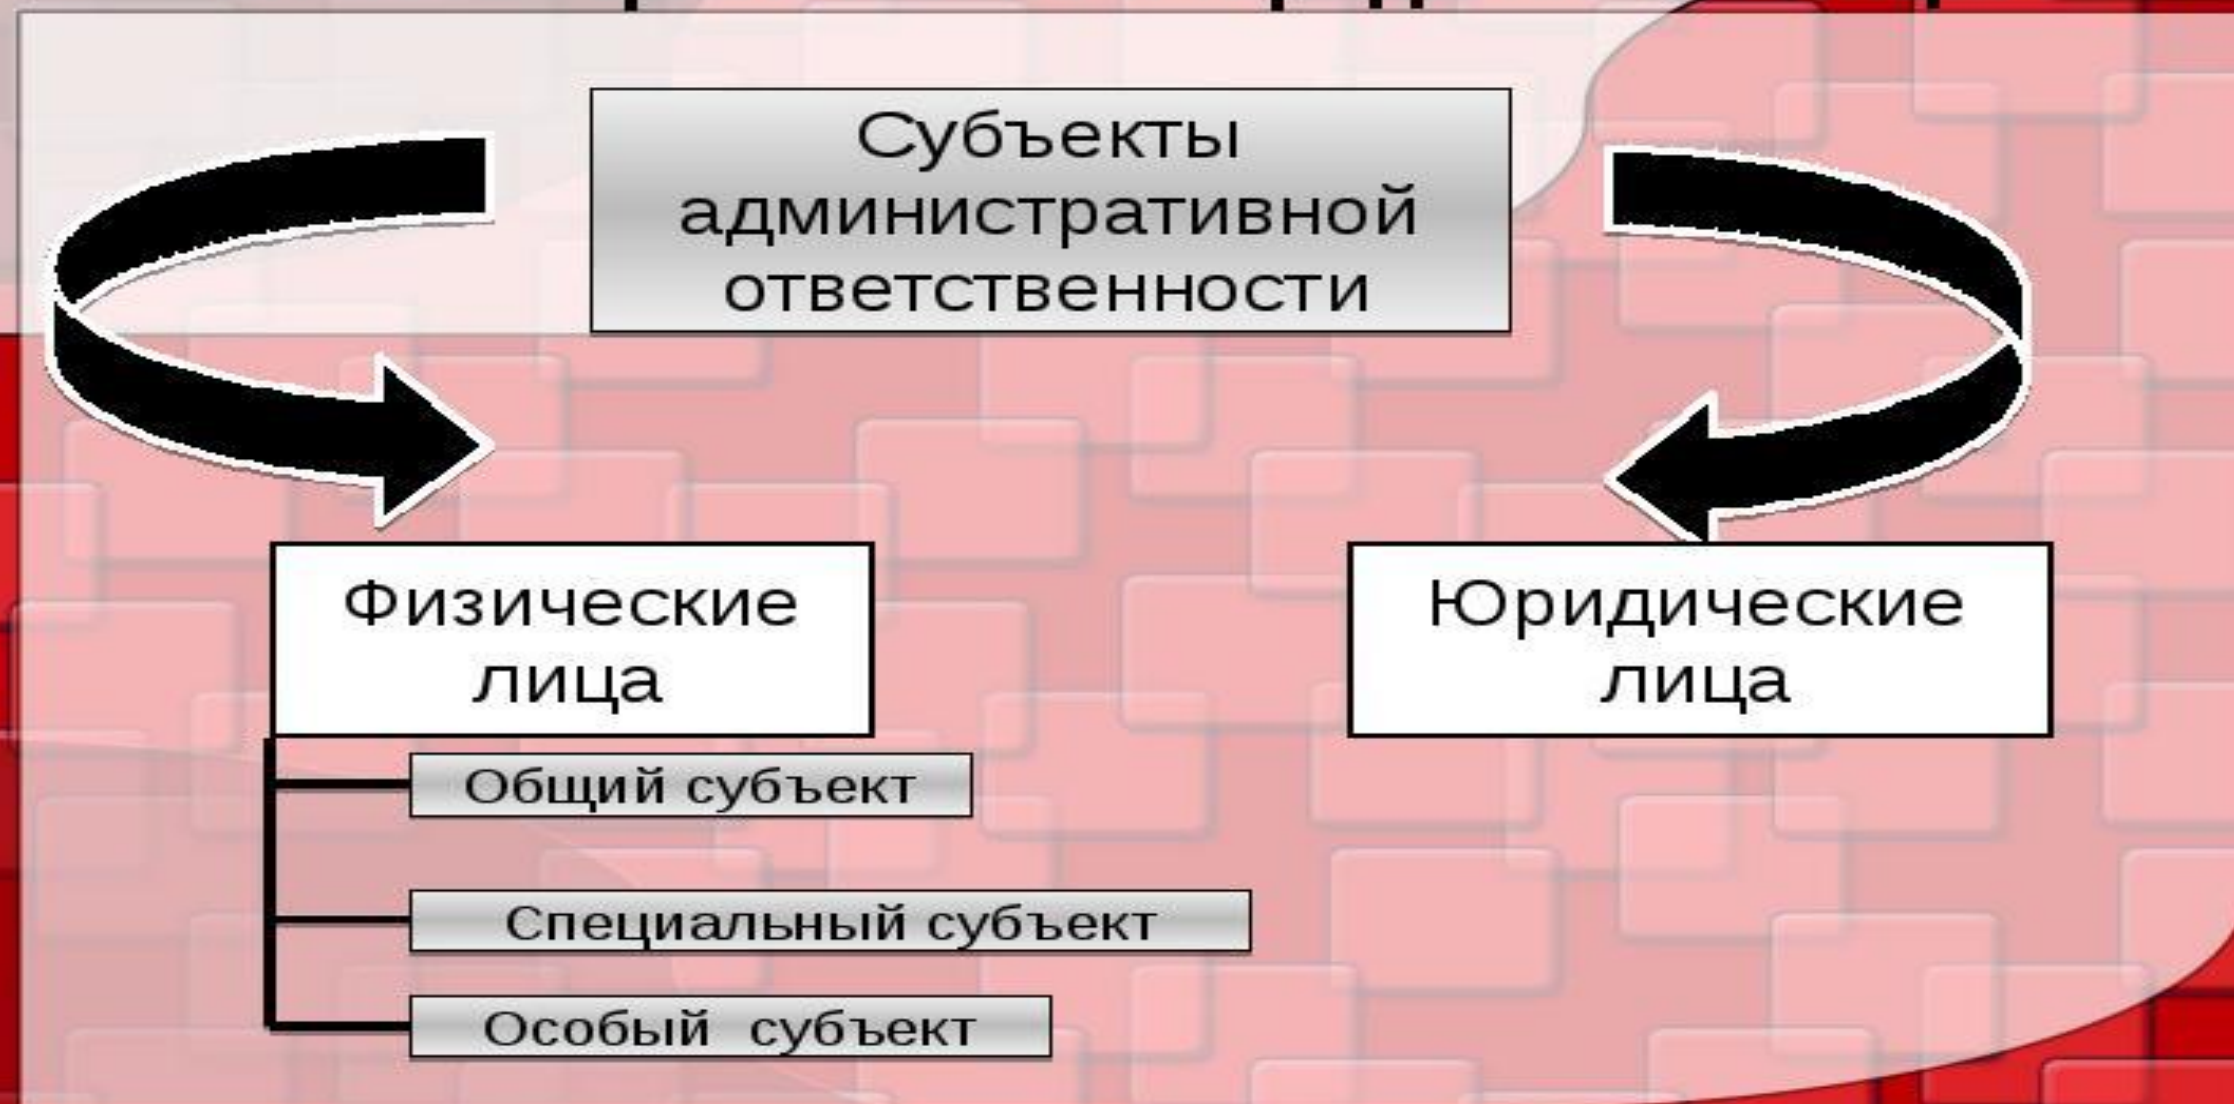 Субъекты
административной
ответственности
Физические
лица
Юридические
лица
Общий субъект
Специальный субъект
Особый субъект